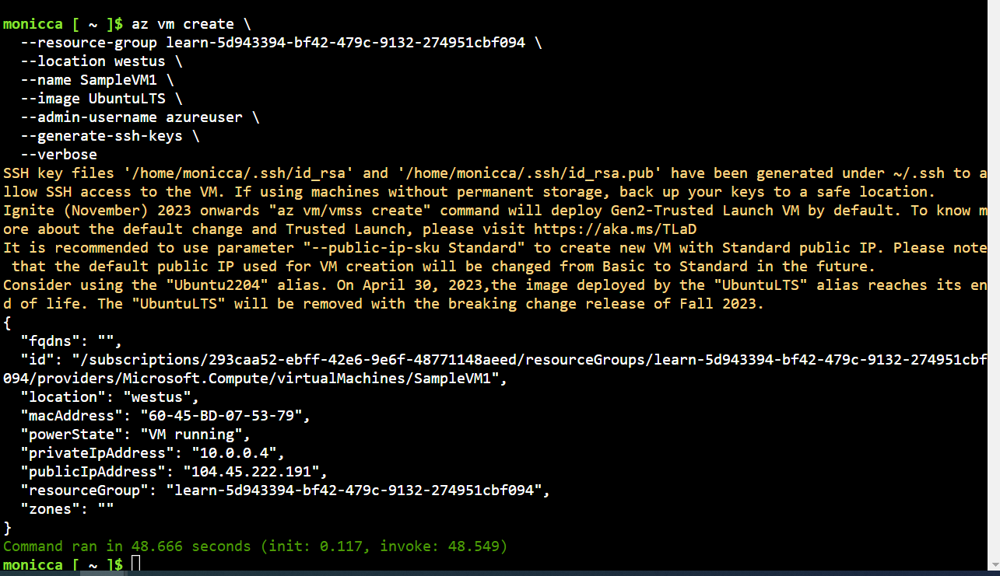 monicca [ ~ ]$ az vm create \
  --resource-group learn-5d943394-bf42-479c-9132-274951cbf094 \
  --location westus \
  --name SampleVM1 \
  --image UbuntuLTS \
  --admin-username azureuser \
  --generate-ssh-keys \
  --verbose
SSH key files '/home/monicca/.ssh/id_rsa' and '/home/monicca/.ssh/id_rsa.pub' have been generated under ~/.ssh to a
llow SSH access to the VM. If using machines without permanent storage, back up your keys to a safe location.
Ignite (November) 2023 onwards "az vm/vmss create" command will deploy Gen2-Trusted Launch VM by default. To know m
ore about the default change and Trusted Launch, please visit https://aka.ms/TLaD
It is recommended to use parameter "--public-ip-sku Standard" to create new VM with Standard public IP. Please note
 that the default public IP used for VM creation will be changed from Basic to Standard in the future.
Consider using the "Ubuntu2204" alias. On April 30, 2023,the image deployed by the "UbuntuLTS" alias reaches its en
d of life. The "UbuntuLTS" will be removed with the breaking change release of Fall 2023.
{
  "fqdns": "",
  "id": "/subscriptions/293caa52-ebff-42e6-9e6f-48771148aeed/resourceGroups/learn-5d943394-bf42-479c-9132-274951cbf
094/providers/Microsoft.Compute/virtualMachines/SampleVM1",
  "location": "westus",
  "macAddress": "60-45-BD-07-53-79",
  "powerState": "VM running",
  "privateIpAddress": "10.0.0.4",
  "publicIpAddress": "104.45.222.191",
  "resourceGroup": "learn-5d943394-bf42-479c-9132-274951cbf094",
  "zones": ""
}
Command ran in 48.666 seconds (init: 0.117, invoke: 48.549)
monicca [ ~ ]$